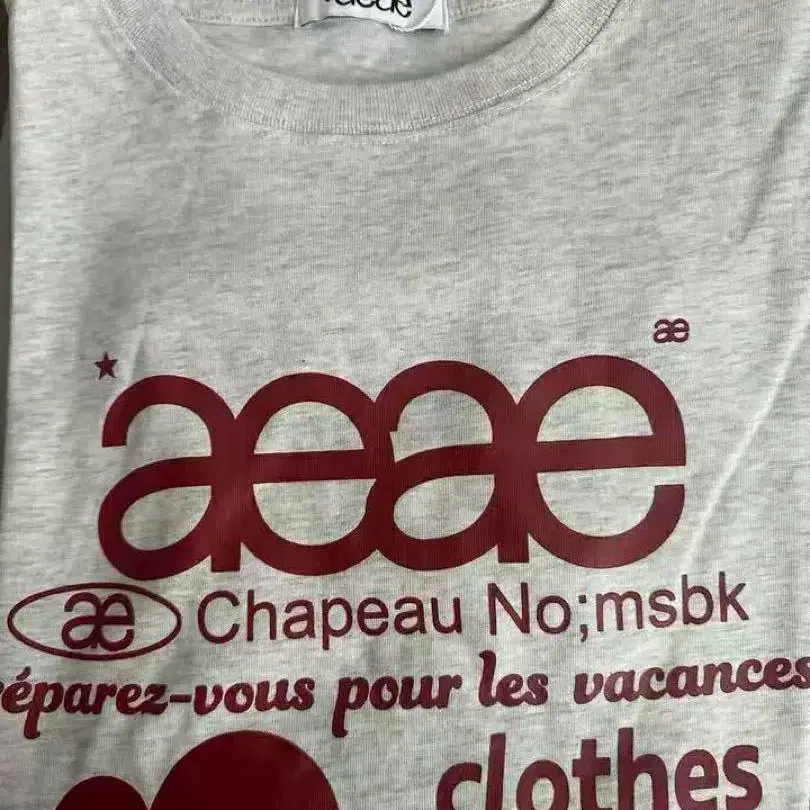 æ
aeae
æ Chapeau No;msbk
éparez-vous pour les vacances
clothes